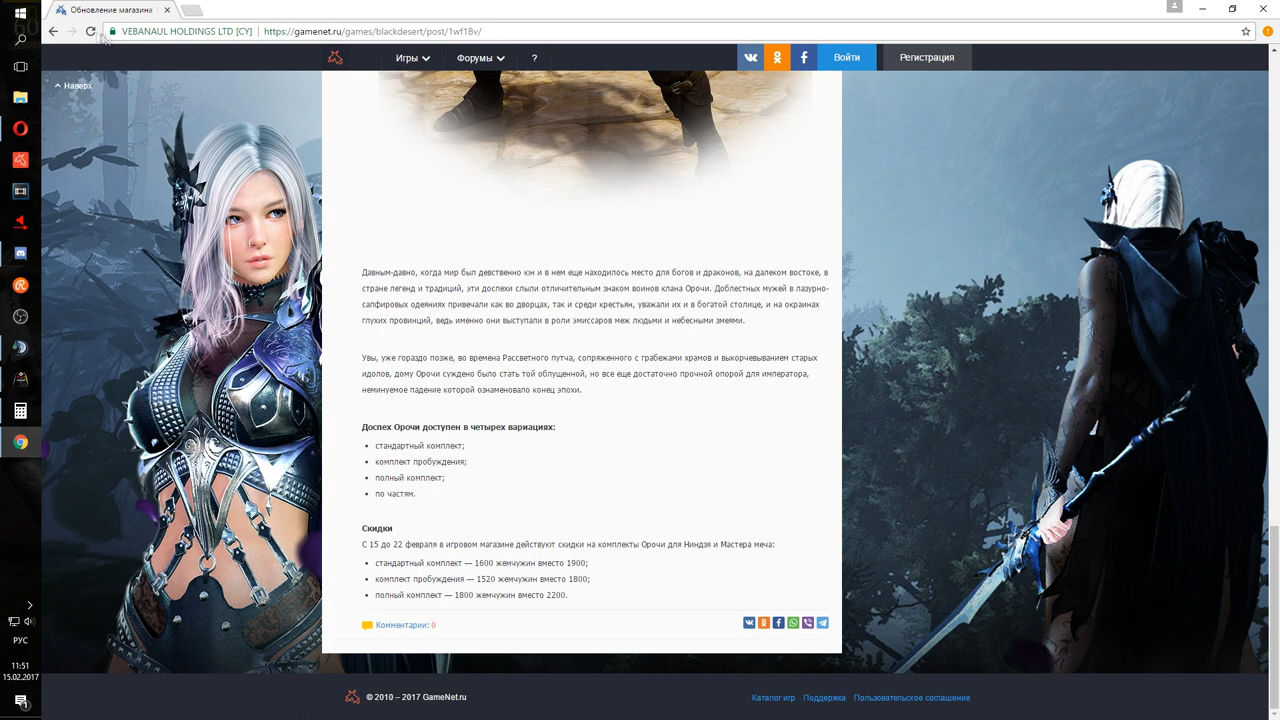 Обновление магазина
VEBANAUL HOLDINGS LTD [CY] https://gamenet.ru/games/blackdesert/post/1wf1Bv/
Игры Форумы ? Войти Регистрация
Наверх
Давным-давно, когда мир был девственно юн и в нем еще находилось место для богов и драконов, на далеком востоке, в
стране легенд и традиций, эти доспехи слыли отличительным знаком воинов клана Орочи. Доблестных мужей в лазурно-
сапфировых одеяниях привечали как во дворцах, так и среди крестьян, уважали их и в богатой столице, и на окраинах
глухих провинций, ведь именно они выступали в роли эмиссаров меж людьми и небесными змеями.
Увы, уже гораздо позже, во времена Рассветного путча, сопряженного с грабежами храмов и выкорчевыванием старых
идолов, дому Орочи суждено было стать той облущенной, но все еще достаточно прочной опорой для императора,
неминуемое падение которой ознаменовало конец эпохи.
Доспех Орочи доступен в четырех вариациях:
стандартный комплект;
комплект пробуждения;
полный комплект;
по частям.
Скидки
С 15 до 22 февраля в игровом магазине действуют скидки на комплекты Орочи для Ниндзя и Мастера меча:
стандартный комплект — 1600 жемчужин вместо 1900;
комплект пробуждения — 1520 жемчужин вместо 1800;
полный комплект — 1800 жемчужин вместо 2200.
Комментарии: 0
РУС
11:51
15.02.2017
© 2010 – 2017 GameNet.ru
Каталог игр Поддержка Пользовательское соглашение